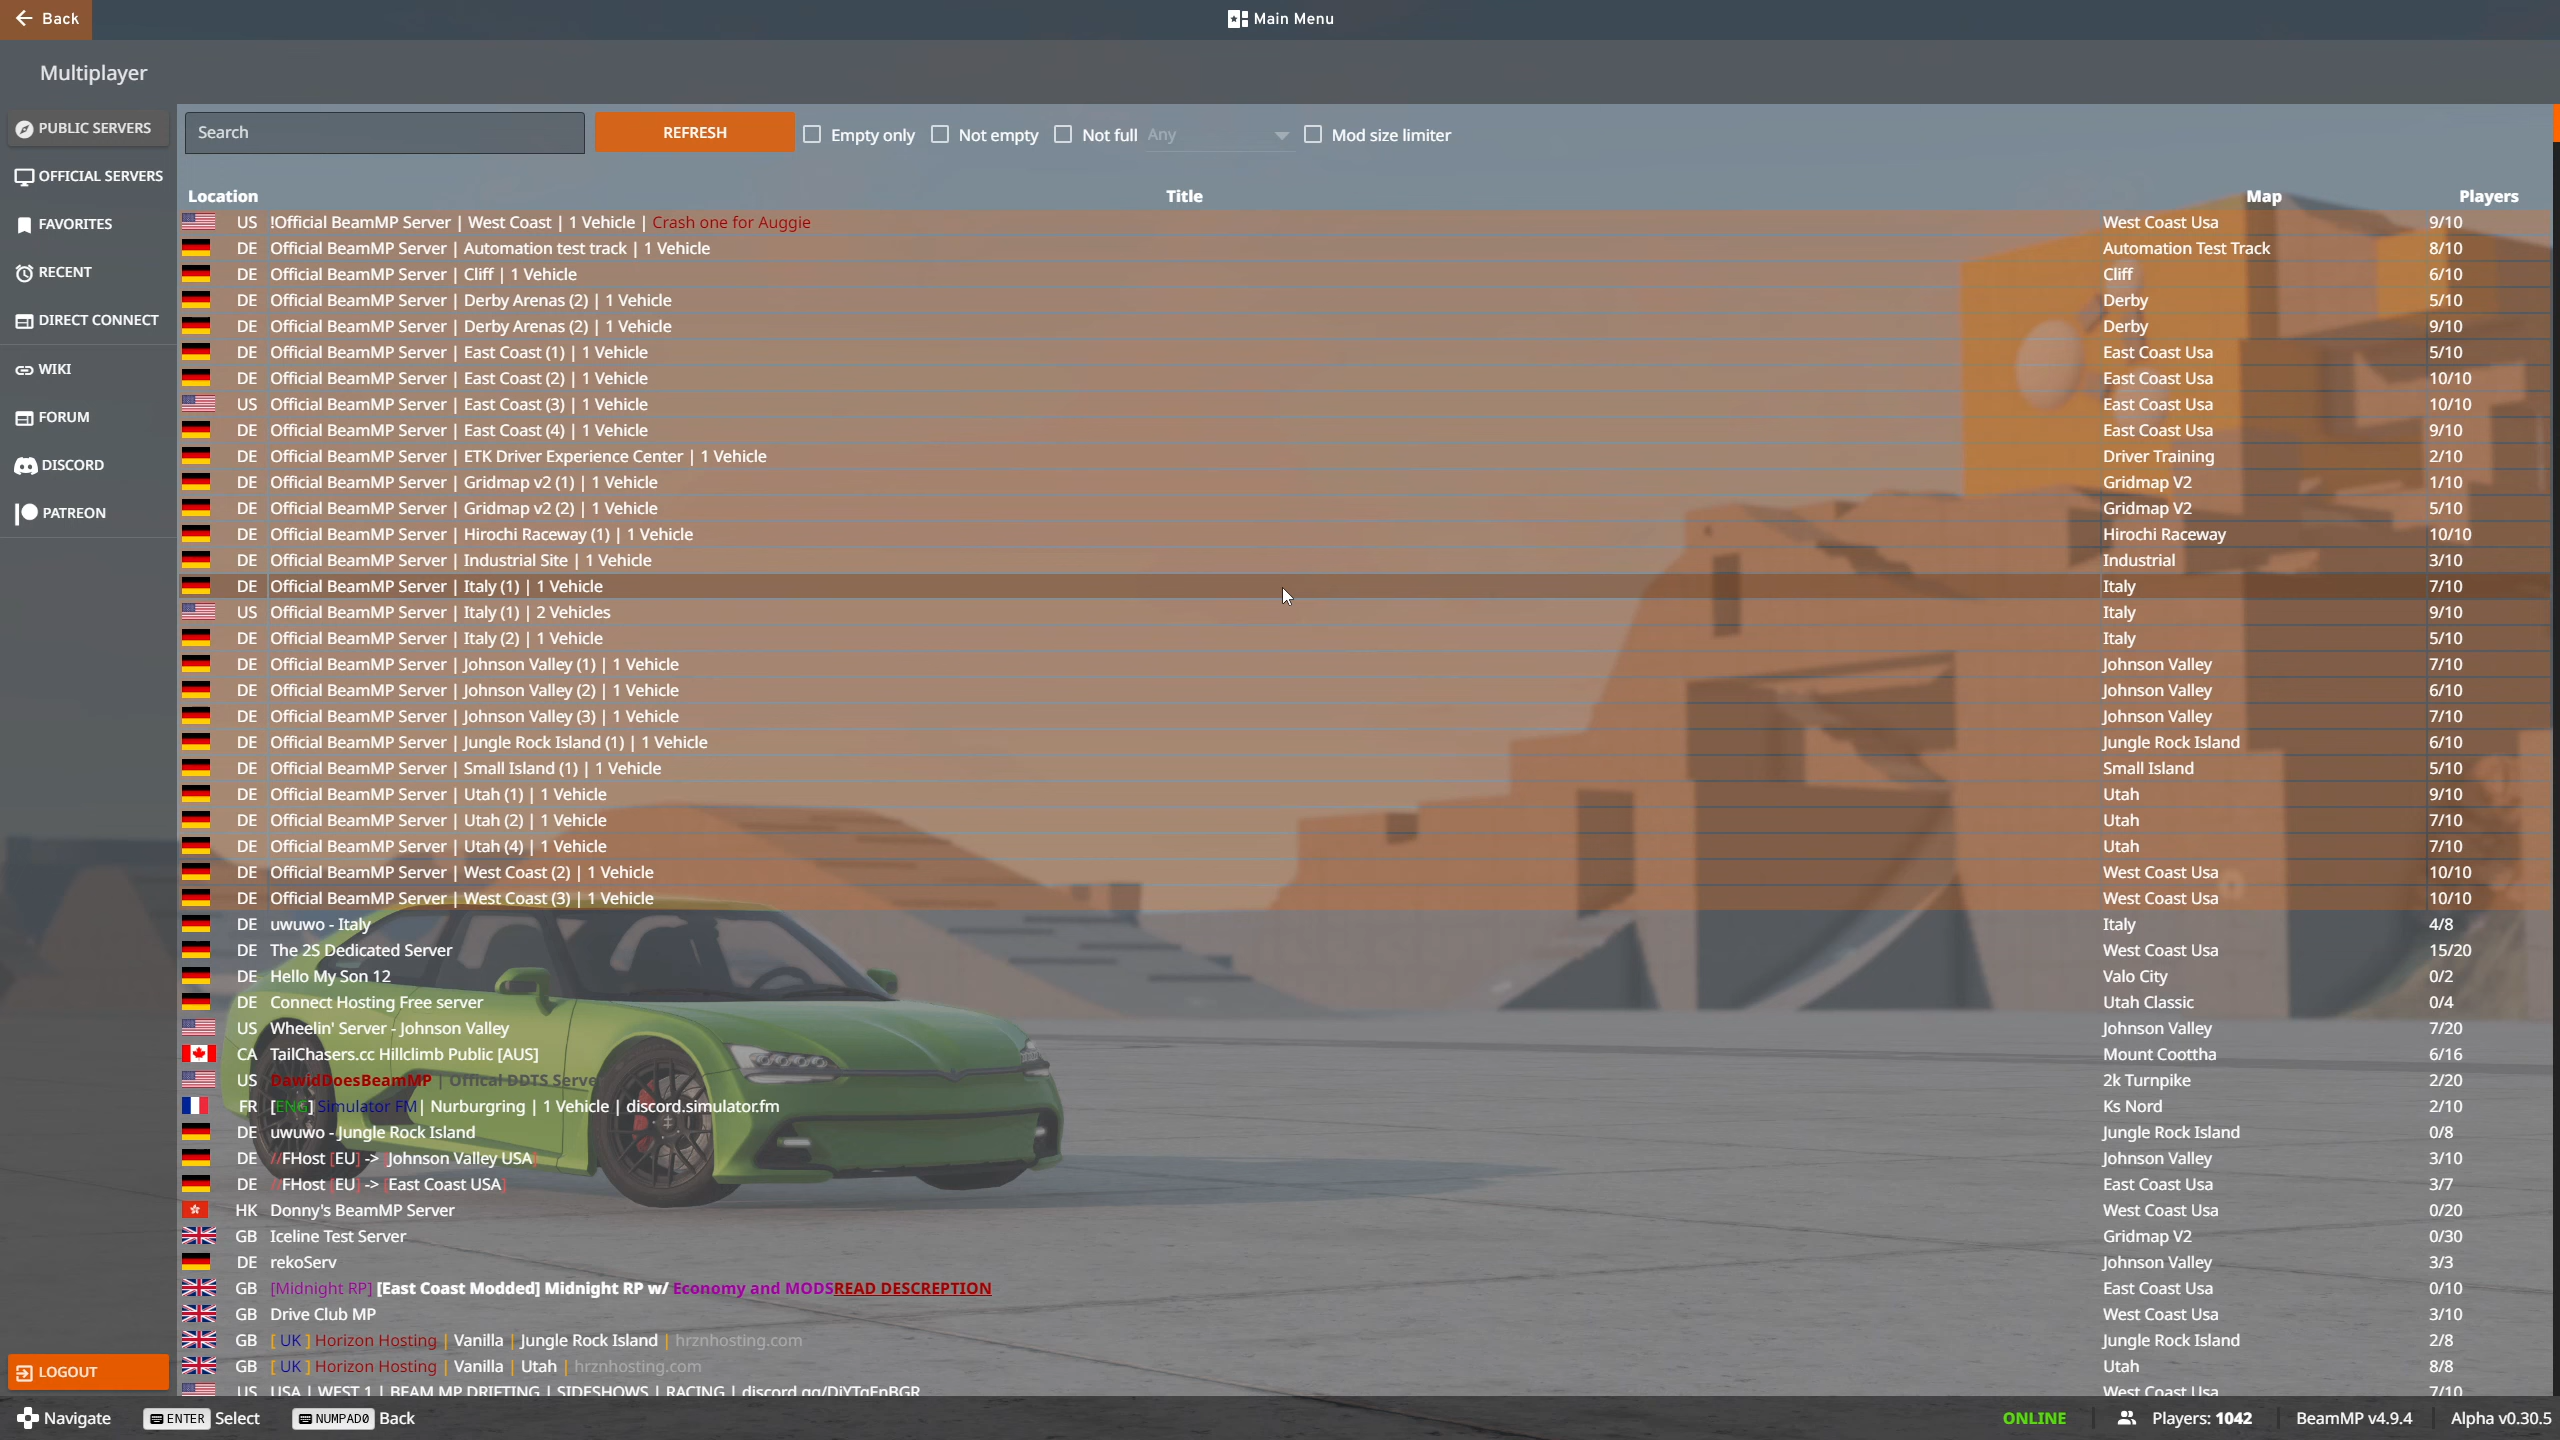 Back
Main Menu
Multiplayer
PUBLIC SERVERS
OFFICIAL SERVERS
FAVORITES
RECENT
DIRECT CONNECT
WIKI
FORUM
DISCORD
PATREON
LOGOUT
Search REFRESH Empty only Not empty Not full Any Mod size limiter
Location Title Map Players
US !Official BeamMP Server | West Coast | 1 Vehicle | Crash one for Auggie West Coast Usa 9/10
DE Official BeamMP Server | Automation test track | 1 Vehicle Automation Test Track 8/10
DE Official BeamMP Server | Cliff | 1 Vehicle Cliff 6/10
DE Official BeamMP Server | Derby Arenas (2) | 1 Vehicle Derby 5/10
DE Official BeamMP Server | Derby Arenas (2) | 1 Vehicle Derby 9/10
DE Official BeamMP Server | East Coast (1) | 1 Vehicle East Coast Usa 5/10
DE Official BeamMP Server | East Coast (2) | 1 Vehicle East Coast Usa 10/10
US Official BeamMP Server | East Coast (3) | 1 Vehicle East Coast Usa 10/10
DE Official BeamMP Server | East Coast (4) | 1 Vehicle East Coast Usa 9/10
DE Official BeamMP Server | ETK Driver Experience Center | 1 Vehicle Driver Training 2/10
DE Official BeamMP Server | Gridmap v2 (1) | 1 Vehicle Gridmap V2 1/10
DE Official BeamMP Server | Gridmap v2 (2) | 1 Vehicle Gridmap V2 5/10
DE Official BeamMP Server | Hirochi Raceway (1) | 1 Vehicle Hirochi Raceway 10/10
DE Official BeamMP Server | Industrial Site | 1 Vehicle Industrial 3/10
DE Official BeamMP Server | Italy (1) | 1 Vehicle Italy 7/10
US Official BeamMP Server | Italy (1) | 2 Vehicles Italy 9/10
DE Official BeamMP Server | Italy (2) | 1 Vehicle Italy 5/10
DE Official BeamMP Server | Johnson Valley (1) | 1 Vehicle Johnson Valley 7/10
DE Official BeamMP Server | Johnson Valley (2) | 1 Vehicle Johnson Valley 6/10
DE Official BeamMP Server | Johnson Valley (3) | 1 Vehicle Johnson Valley 7/10
DE Official BeamMP Server | Jungle Rock Island (1) | 1 Vehicle Jungle Rock Island 6/10
DE Official BeamMP Server | Small Island (1) | 1 Vehicle Small Island 5/10
DE Official BeamMP Server | Utah (1) | 1 Vehicle Utah 9/10
DE Official BeamMP Server | Utah (2) | 1 Vehicle Utah 7/10
DE Official BeamMP Server | Utah (4) | 1 Vehicle Utah 7/10
DE Official BeamMP Server | West Coast (2) | 1 Vehicle West Coast Usa 10/10
DE Official BeamMP Server | West Coast (3) | 1 Vehicle West Coast Usa 10/10
DE uwuwo - Italy Italy 4/8
DE The 2S Dedicated Server West Coast Usa 15/20
DE Hello My Son 12 Valo City 0/2
DE Connect Hosting Free server Utah Classic 0/4
US Wheelin' Server - Johnson Valley Johnson Valley 7/20
CA TailChasers.cc Hillclimb Public [AUS] Mount Coottha 6/16
US DawidDoesBeamMP | Offical DDTS Serve 2k Turnpike 2/20
FR [ENG] Simulator FM| Nurburgring | 1 Vehicle | discord.simulator.fm Ks Nord 2/10
DE uwuwo - Jungle Rock Island Jungle Rock Island 0/8
DE //FHost [EU] -> [Johnson Valley USA] Johnson Valley 3/10
DE //FHost [EU] -> [East Coast USA] East Coast Usa 3/7
HK Donny's BeamMP Server West Coast Usa 0/20
GB Iceline Test Server Gridmap V2 0/30
DE rekoServ Johnson Valley 3/3
GB [Midnight RP] [East Coast Modded] Midnight RP w/ Economy and MODSREAD DESCREPTION East Coast Usa 0/10
GB Drive Club MP West Coast Usa 3/10
GB [ UK ] Horizon Hosting | Vanilla | Jungle Rock Island | hrznhosting.com Jungle Rock Island 2/8
GB [ UK ] Horizon Hosting | Vanilla | Utah | hrznhosting.com Utah 8/8
US USA | WEST 1 | BEAM MP DRIFTING | SIDESHOWS | RACING | West Coast Usa 7/10
Navigate ENTER Select NUMPAD0 Back ONLINE Players: 1042 BeamMP v4.9.4 Alpha v0.30.5